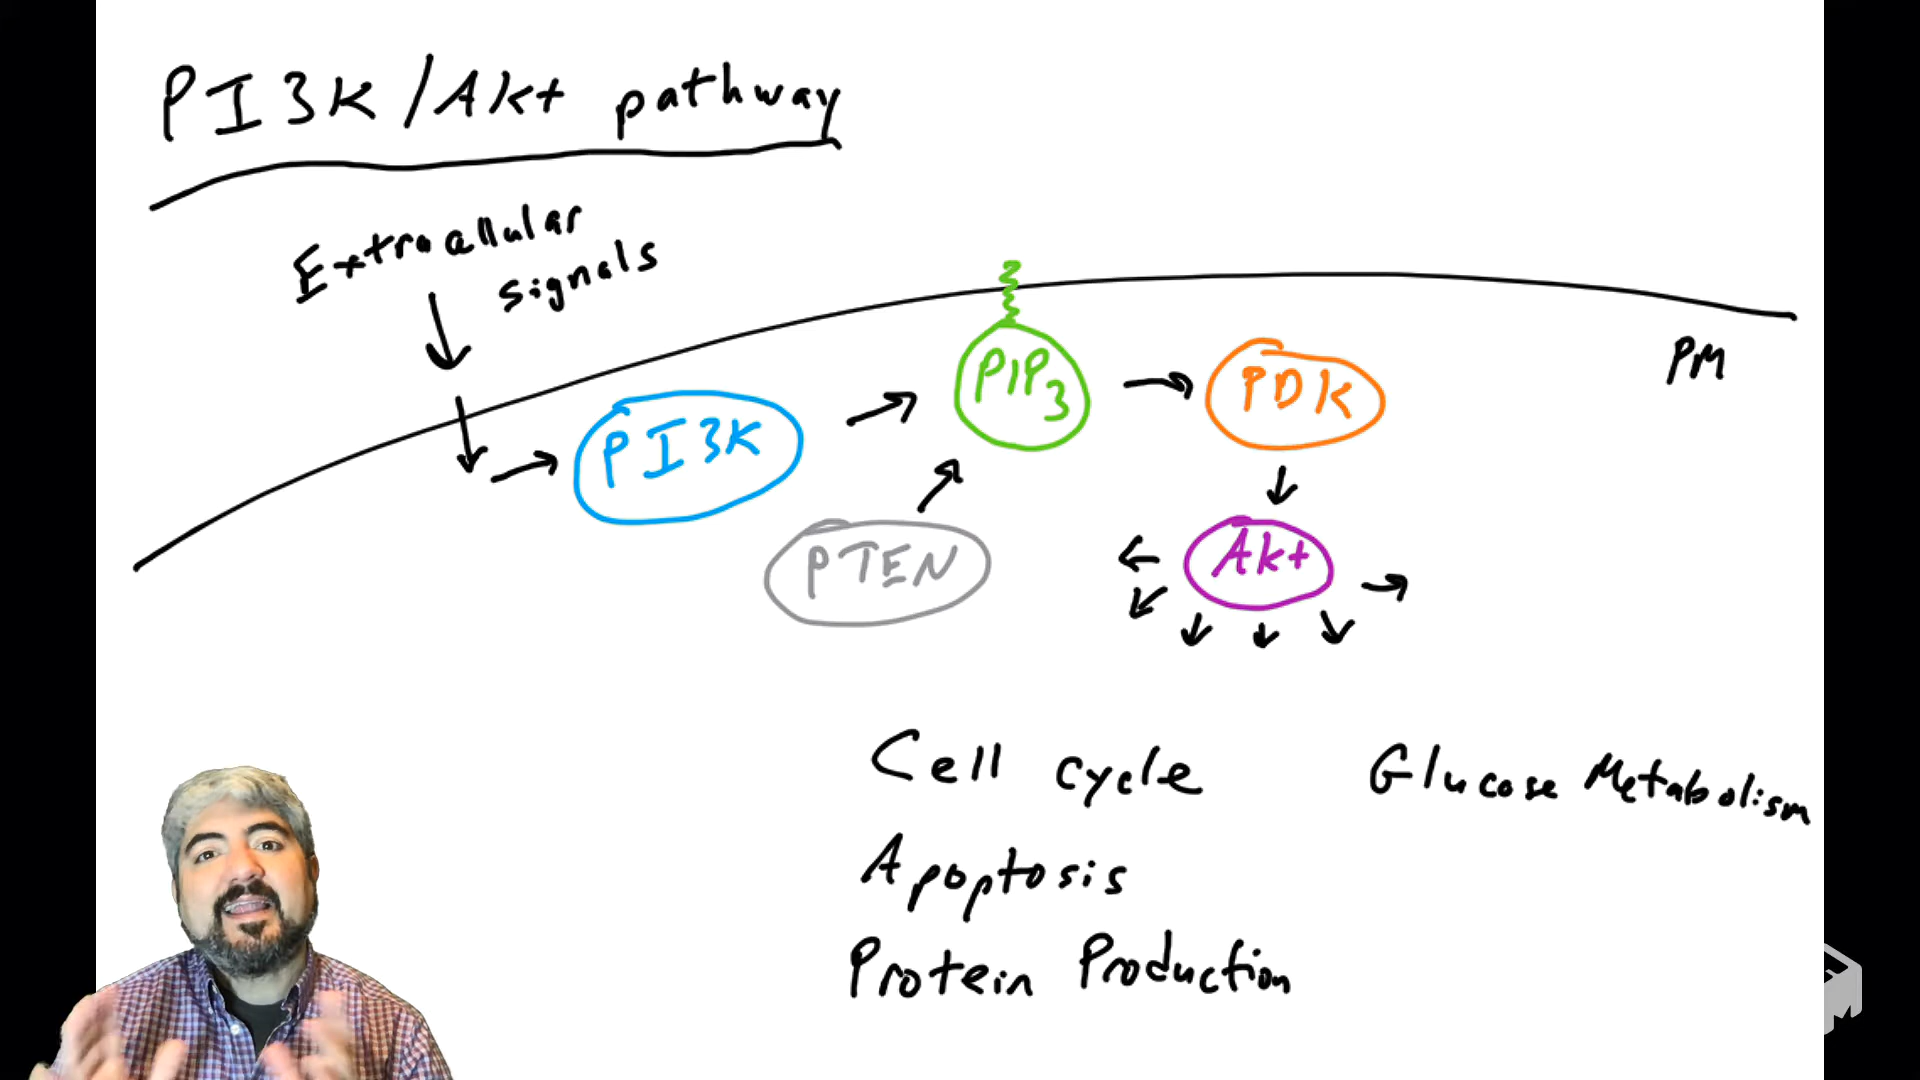 PI3K/Akt pathway
Extracellular
signals
PIP3
PDK
PM
PI3K
PTEN
Akt
Cell cycle
Glucose Metabolism
Apoptosis
Protein Production